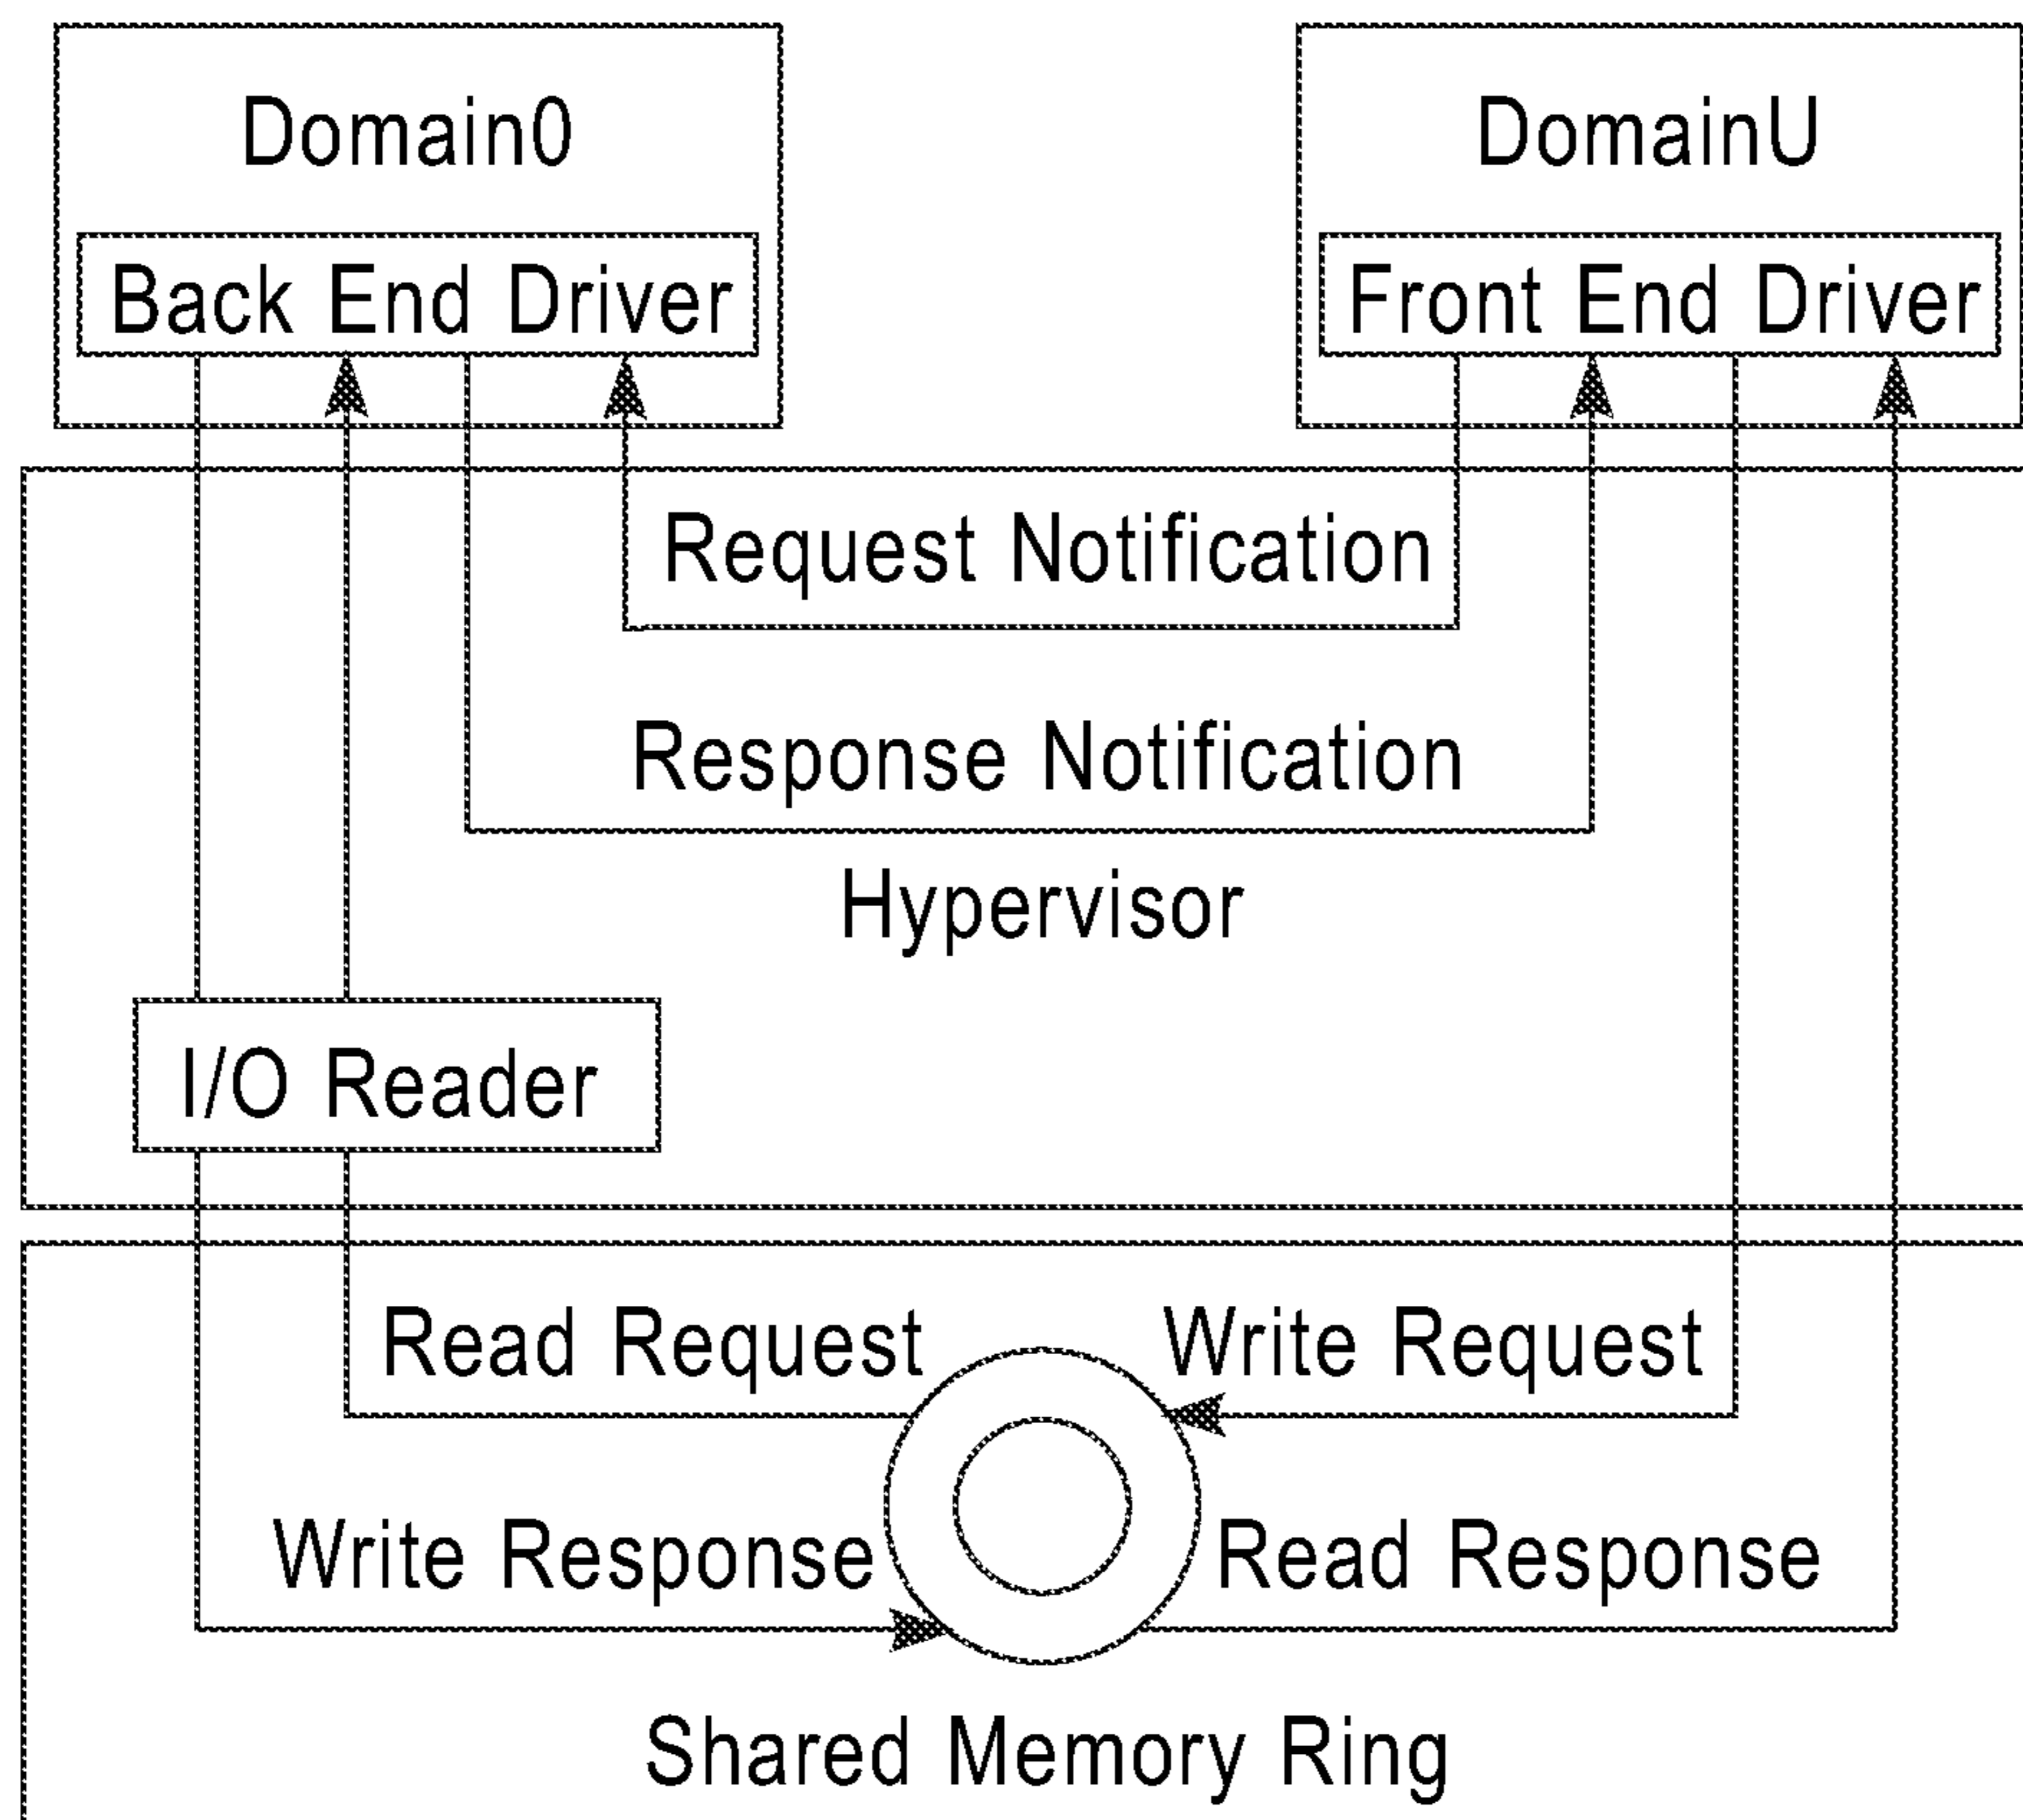 Domain0
DomainU
Back End Driver
Front End Driver
Request Notification
Response Notification
Hypervisor
I/O Reader
Read Request
Write Request
Write Response
Read Response
Shared Memory Ring